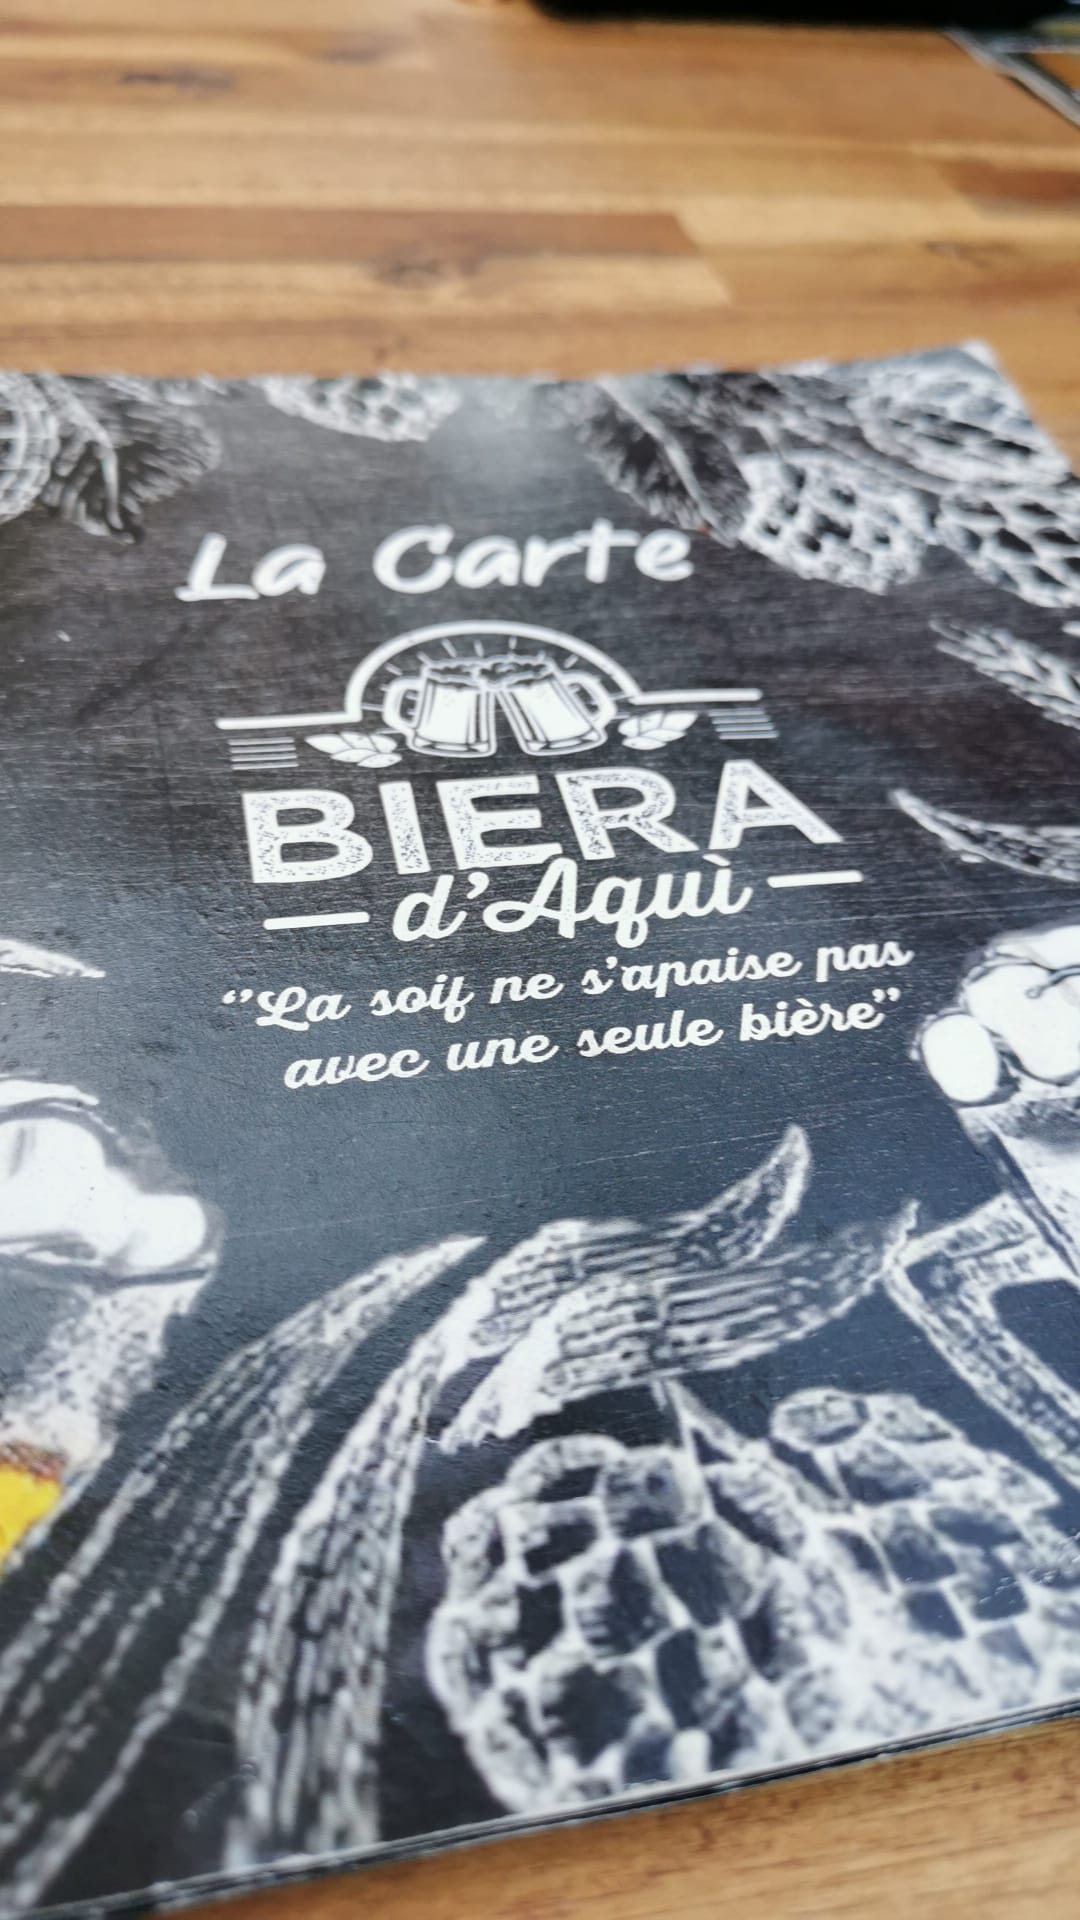 La Carte
BIERA
d'Aquì
"La soif ne s'apaise pas
avec une seule bière"